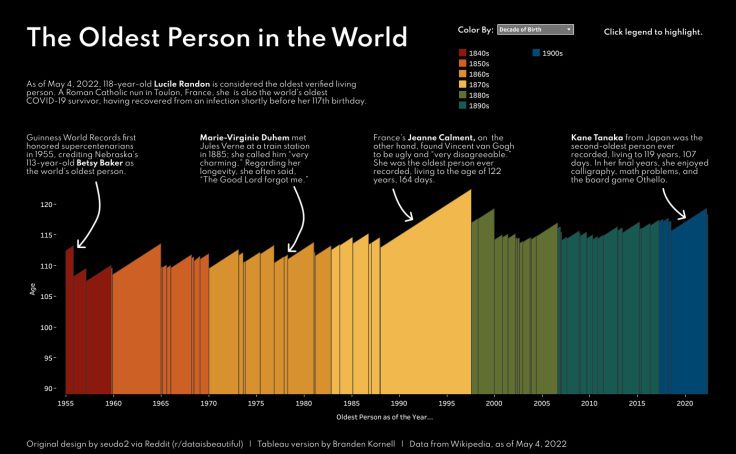 The Oldest Person in the World
Color By:
Decade of Birth
Click legend to highlight.
1840s
1850s
1860s
1870s
1880s
1890s
1900s
As of May 4, 2022, 118-year-old Lucile Randon is considered the oldest verified living
person. A Roman Catholic nun in Toulon, France, she is also the world's oldest
COVID-19 survivor, having recovered from an infection shortly before her 117th birthday.
Guinness World Records first
honored supercentenarians
in 1955, crediting Nebraska's
113-year-old Betsy Baker as
the world's oldest person.
Marie-Virginie Duhem met
Jules Verne at a train station
in 1885; she called him "very
charming." Regarding her
longevity, she often said,
"The Good Lord forgot me."
France's Jeanne Calment, on the
other hand, found Vincent van Gogh
to be ugly and "very disagreeable."
She was the oldest person ever
recorded, living to the age of 122
years, 164 days.
Kane Tanaka from Japan was the
second-oldest person ever
recorded, living to 119 years, 107
days. In her final years, she enjoyed
calligraphy, math problems, and
the board game Othello.
120
115
110
105
100
95
90
Age
1955
1960
1965
1970
1975
1980
1985
1990
1995
2000
2005
2010
2015
2020
Oldest Person as of the Year...
Original design by seudo2 via Reddit (r/dataisbeautiful) | Tableau version by Branden Kornell | Data from Wikipedia, as of May 4, 2022